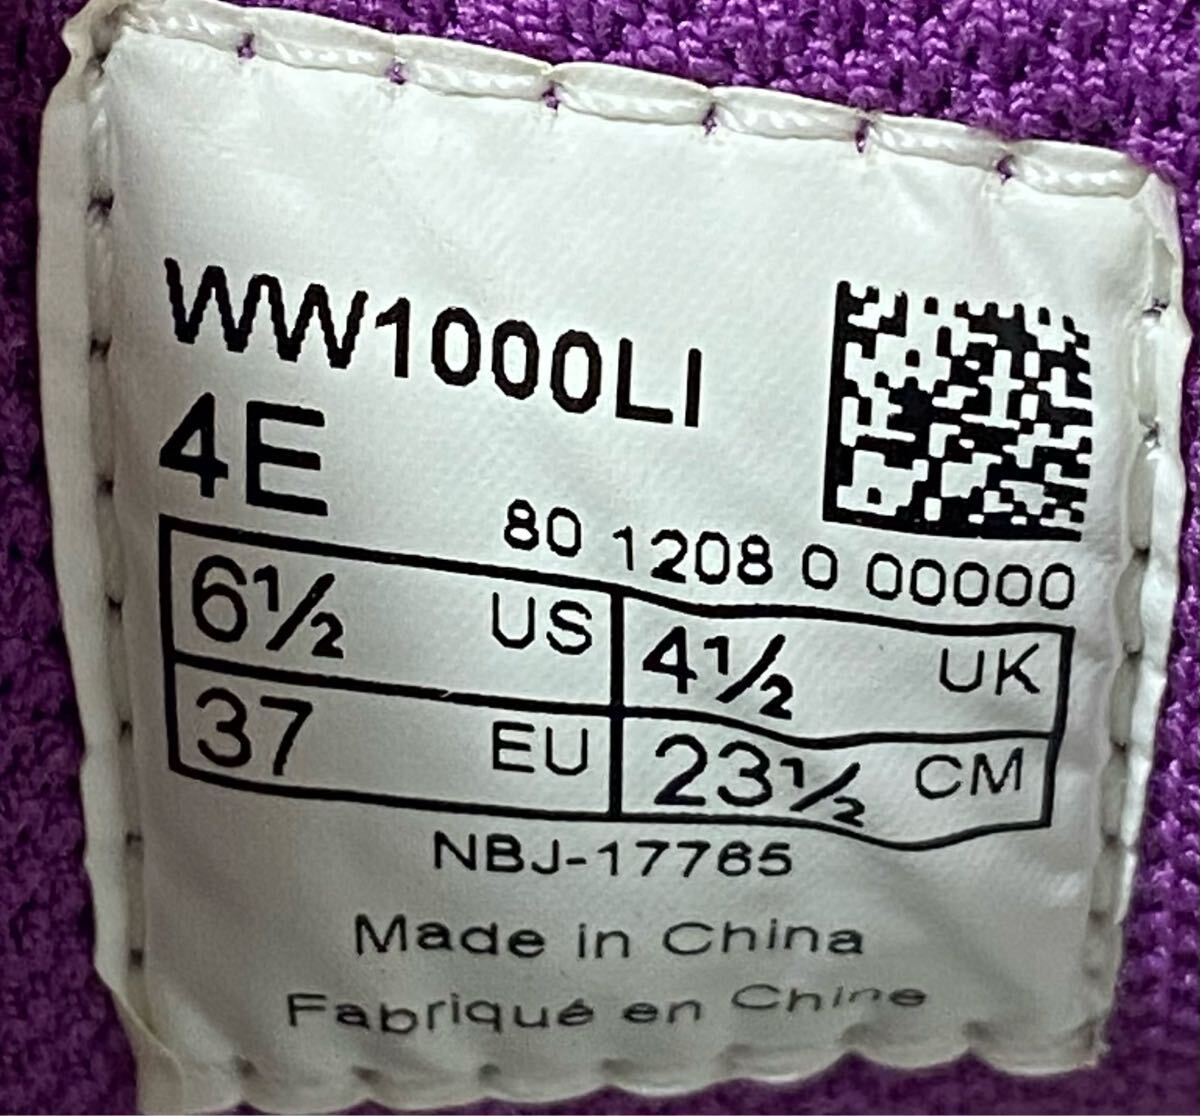 WW1000LI
4E
80 1208 0 00000
6½ US 4½ UK
37 EU 23½ CM
NBJ-17765
Made in China
Fabriqué en Chine